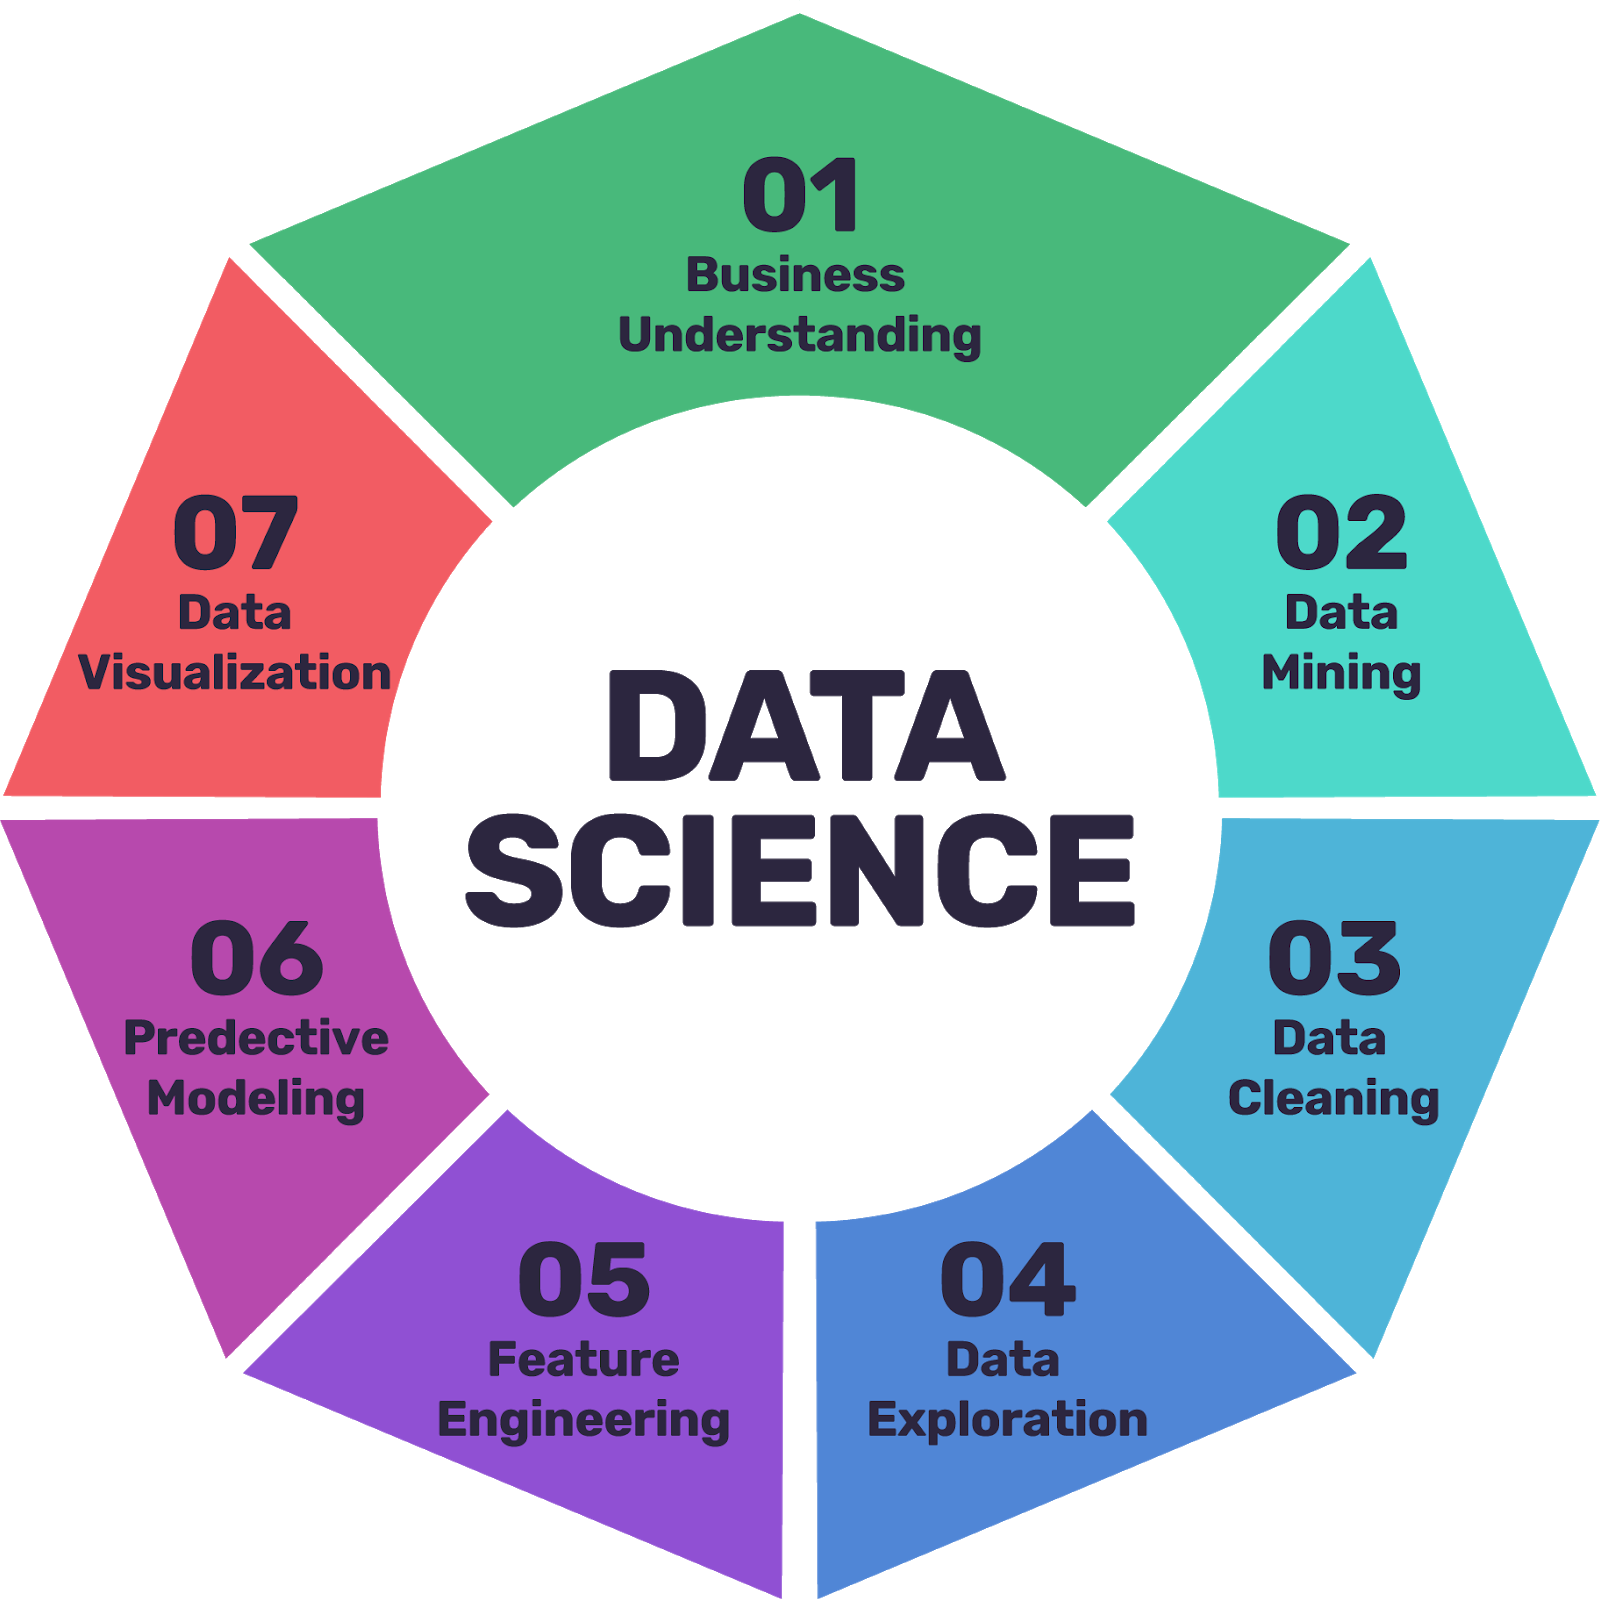 01
Business
Understanding
02
Data
Mining
03
Data
Cleaning
04
Data
Exploration
05
Feature
Engineering
06
Predective
Modeling
07
Data
Visualization
DATA
SCIENCE